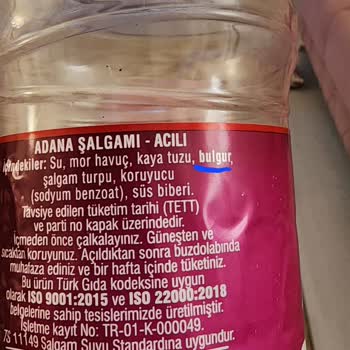 ADANA ŞALGAMI - ACILI
İçindekiler: Su, mor havuç, kaya tuzu, bulgur,
şalgam turpu, koruyucu
(sodyum benzoat), süs biberi.
Tavsiye edilen tüketim tarihi (TETT)
ve parti no kapak üzerindedir.
İçmeden önce çalkalayınız. Güneşten ve
sıcaktan koruyunuz. Açıldıktan sonra buzdolabında
muhafaza ediniz ve bir hafta içinde tüketiniz.
Bu ürün Türk Gıda kodeksine uygun
olarak ISO 9001:2015 ve ISO 22000:2018
belgelerine sahip tesislerimizde üretilmiştir.
İşletme kayıt No: TR-01-K-000049.
TS 11149 Şalgam Suyu Standardına uygundur.